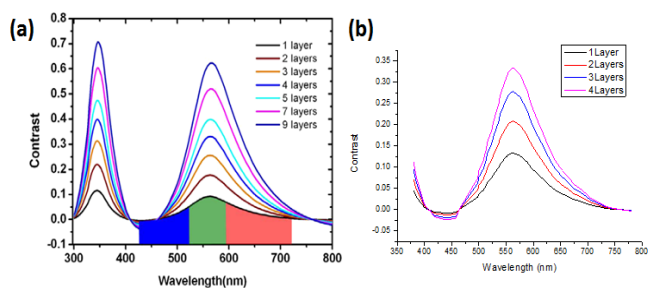 (a)
Contrast
0.8
0.7
0.6
0.5
0.4
0.3
0.2
0.1
0.0
-0.1
300
400
500
600
700
800
Wavelength(nm)
1 layer
2 layers
3 layers
4 layers
5 layers
7 layers
9 layers
(b)
Contrast
0.35
0.30
0.25
0.20
0.15
0.10
0.05
0.00
-0.05
350
400
450
500
550
600
650
700
750
800
Wavelength (nm)
1Layer
2Layers
3Layers
4Layers